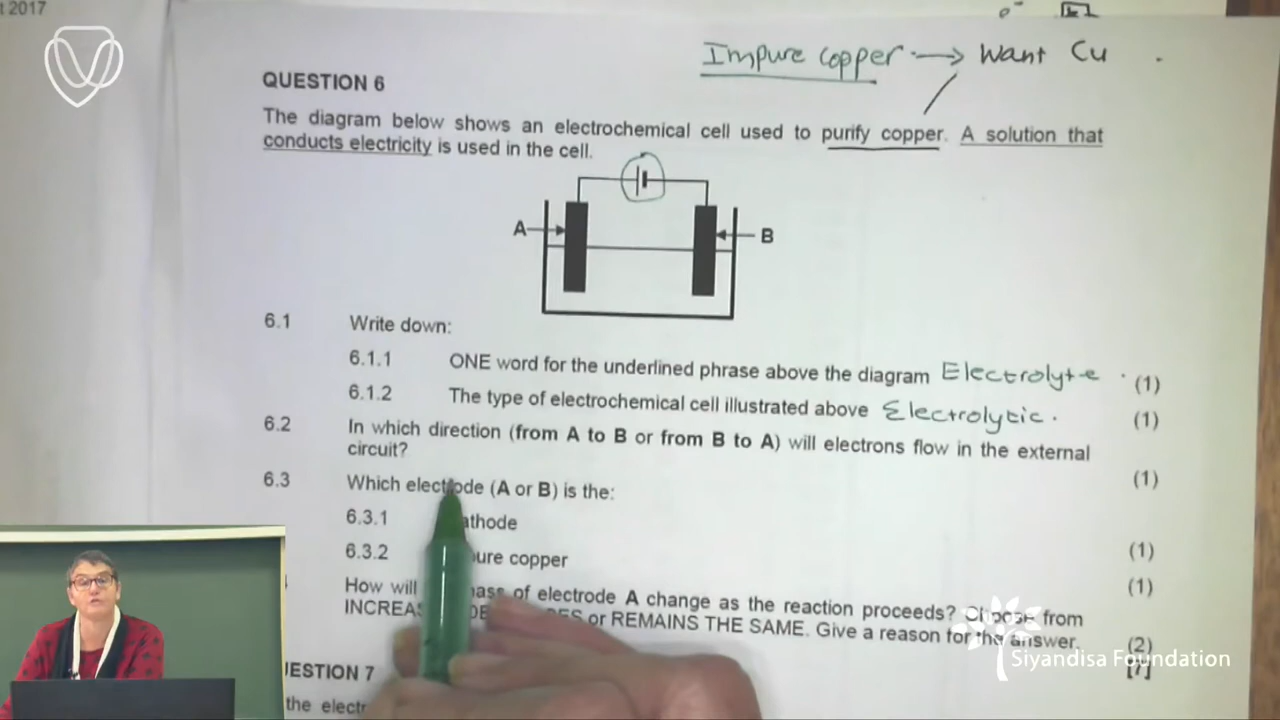 t 2017
Impure copper → Want Cu
QUESTION 6
The diagram below shows an electrochemical cell used to purify copper. A solution that
conducts electricity is used in the cell.
A
B
6.1 Write down:
6.1.1 ONE word for the underlined phrase above the diagram Electrolyte. (1)
6.1.2 The type of electrochemical cell illustrated above Electrolytic. (1)
6.2 In which direction (from A to B or from B to A) will electrons flow in the external
circuit? (1)
6.3 Which electrode (A or B) is the:
6.3.1 athode (1)
6.3.2 pure copper (1)
How will mass of electrode A change as the reaction proceeds? Choose from
INCREAS DE ES or REMAINS THE SAME. Give a reason for the answer. (2)
[7]
Siyandisa Foundation
ESTION 7
the electr